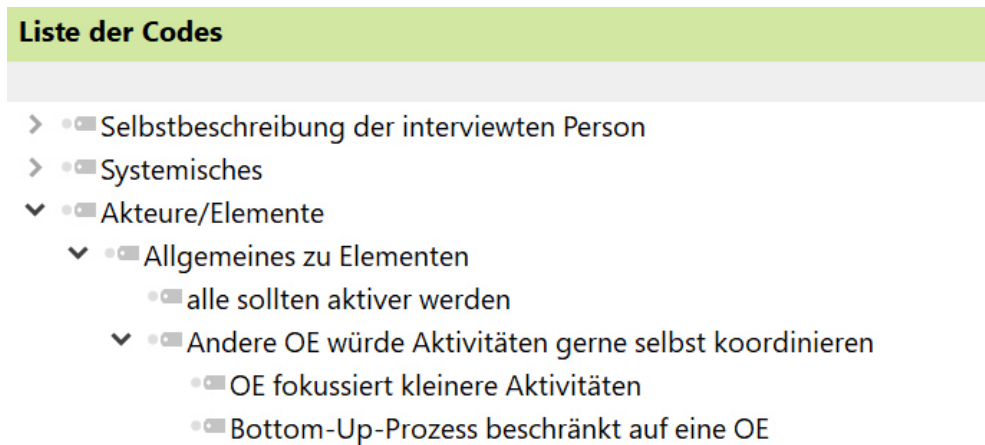 Liste der Codes
Selbstbeschreibung der interviewten Person
Systemisches
Akteure/Elemente
Allgemeines zu Elementen
alle sollten aktiver werden
Andere OE würde Aktivitäten gerne selbst koordinieren
OE fokussiert kleinere Aktivitäten
Bottom-Up-Prozess beschränkt auf eine OE